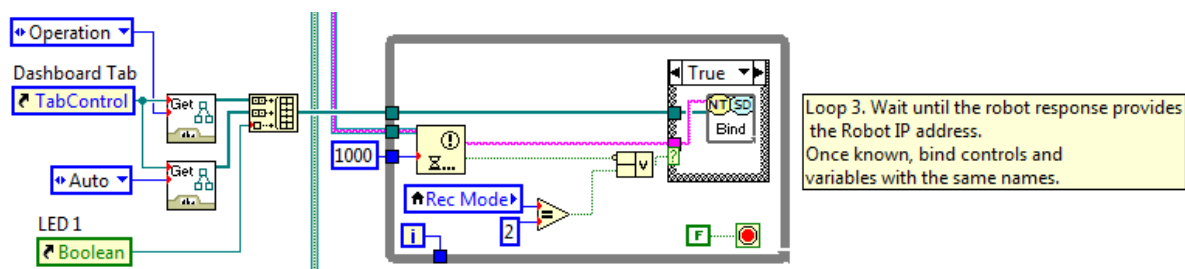 Operation
Dashboard Tab
TabControl
Get
Get
Auto
LED 1
Boolean
1000
Rec Mode
2
=
V
i
True
NT SD
Bind
?
F
Loop 3. Wait until the robot response provides
the Robot IP address.
Once known, bind controls and
variables with the same names.